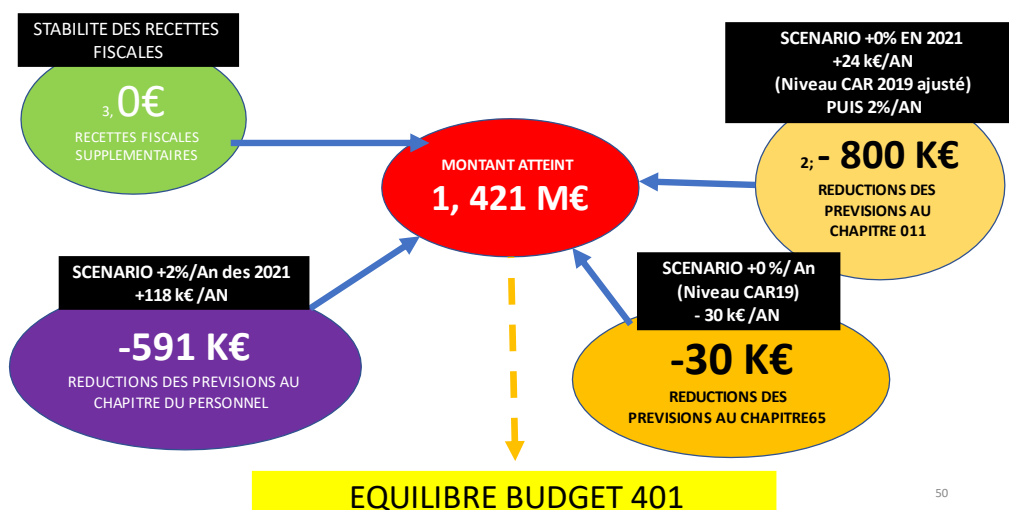 STABILITE DES RECETTES
FISCALES
3, 0€
RECETTES FISCALES
SUPPLEMENTAIRES
SCENARIO +0% EN 2021
+24 k€/AN
(Niveau CAR 2019 ajusté)
PUIS 2%/AN
2; - 800 K€
REDUCTIONS DES
PREVISIONS AU
CHAPITRE 011
MONTANT ATTEINT
1, 421 M€
SCENARIO +2%/An des 2021
+118 k€ /AN
-591 K€
REDUCTIONS DES PREVISIONS AU
CHAPITRE DU PERSONNEL
SCENARIO +0 %/ An
(Niveau CAR19)
- 30 k€ /AN
-30 K€
REDUCTIONS DES
PREVISIONS AU CHAPITRE65
EQUILIBRE BUDGET 401
50